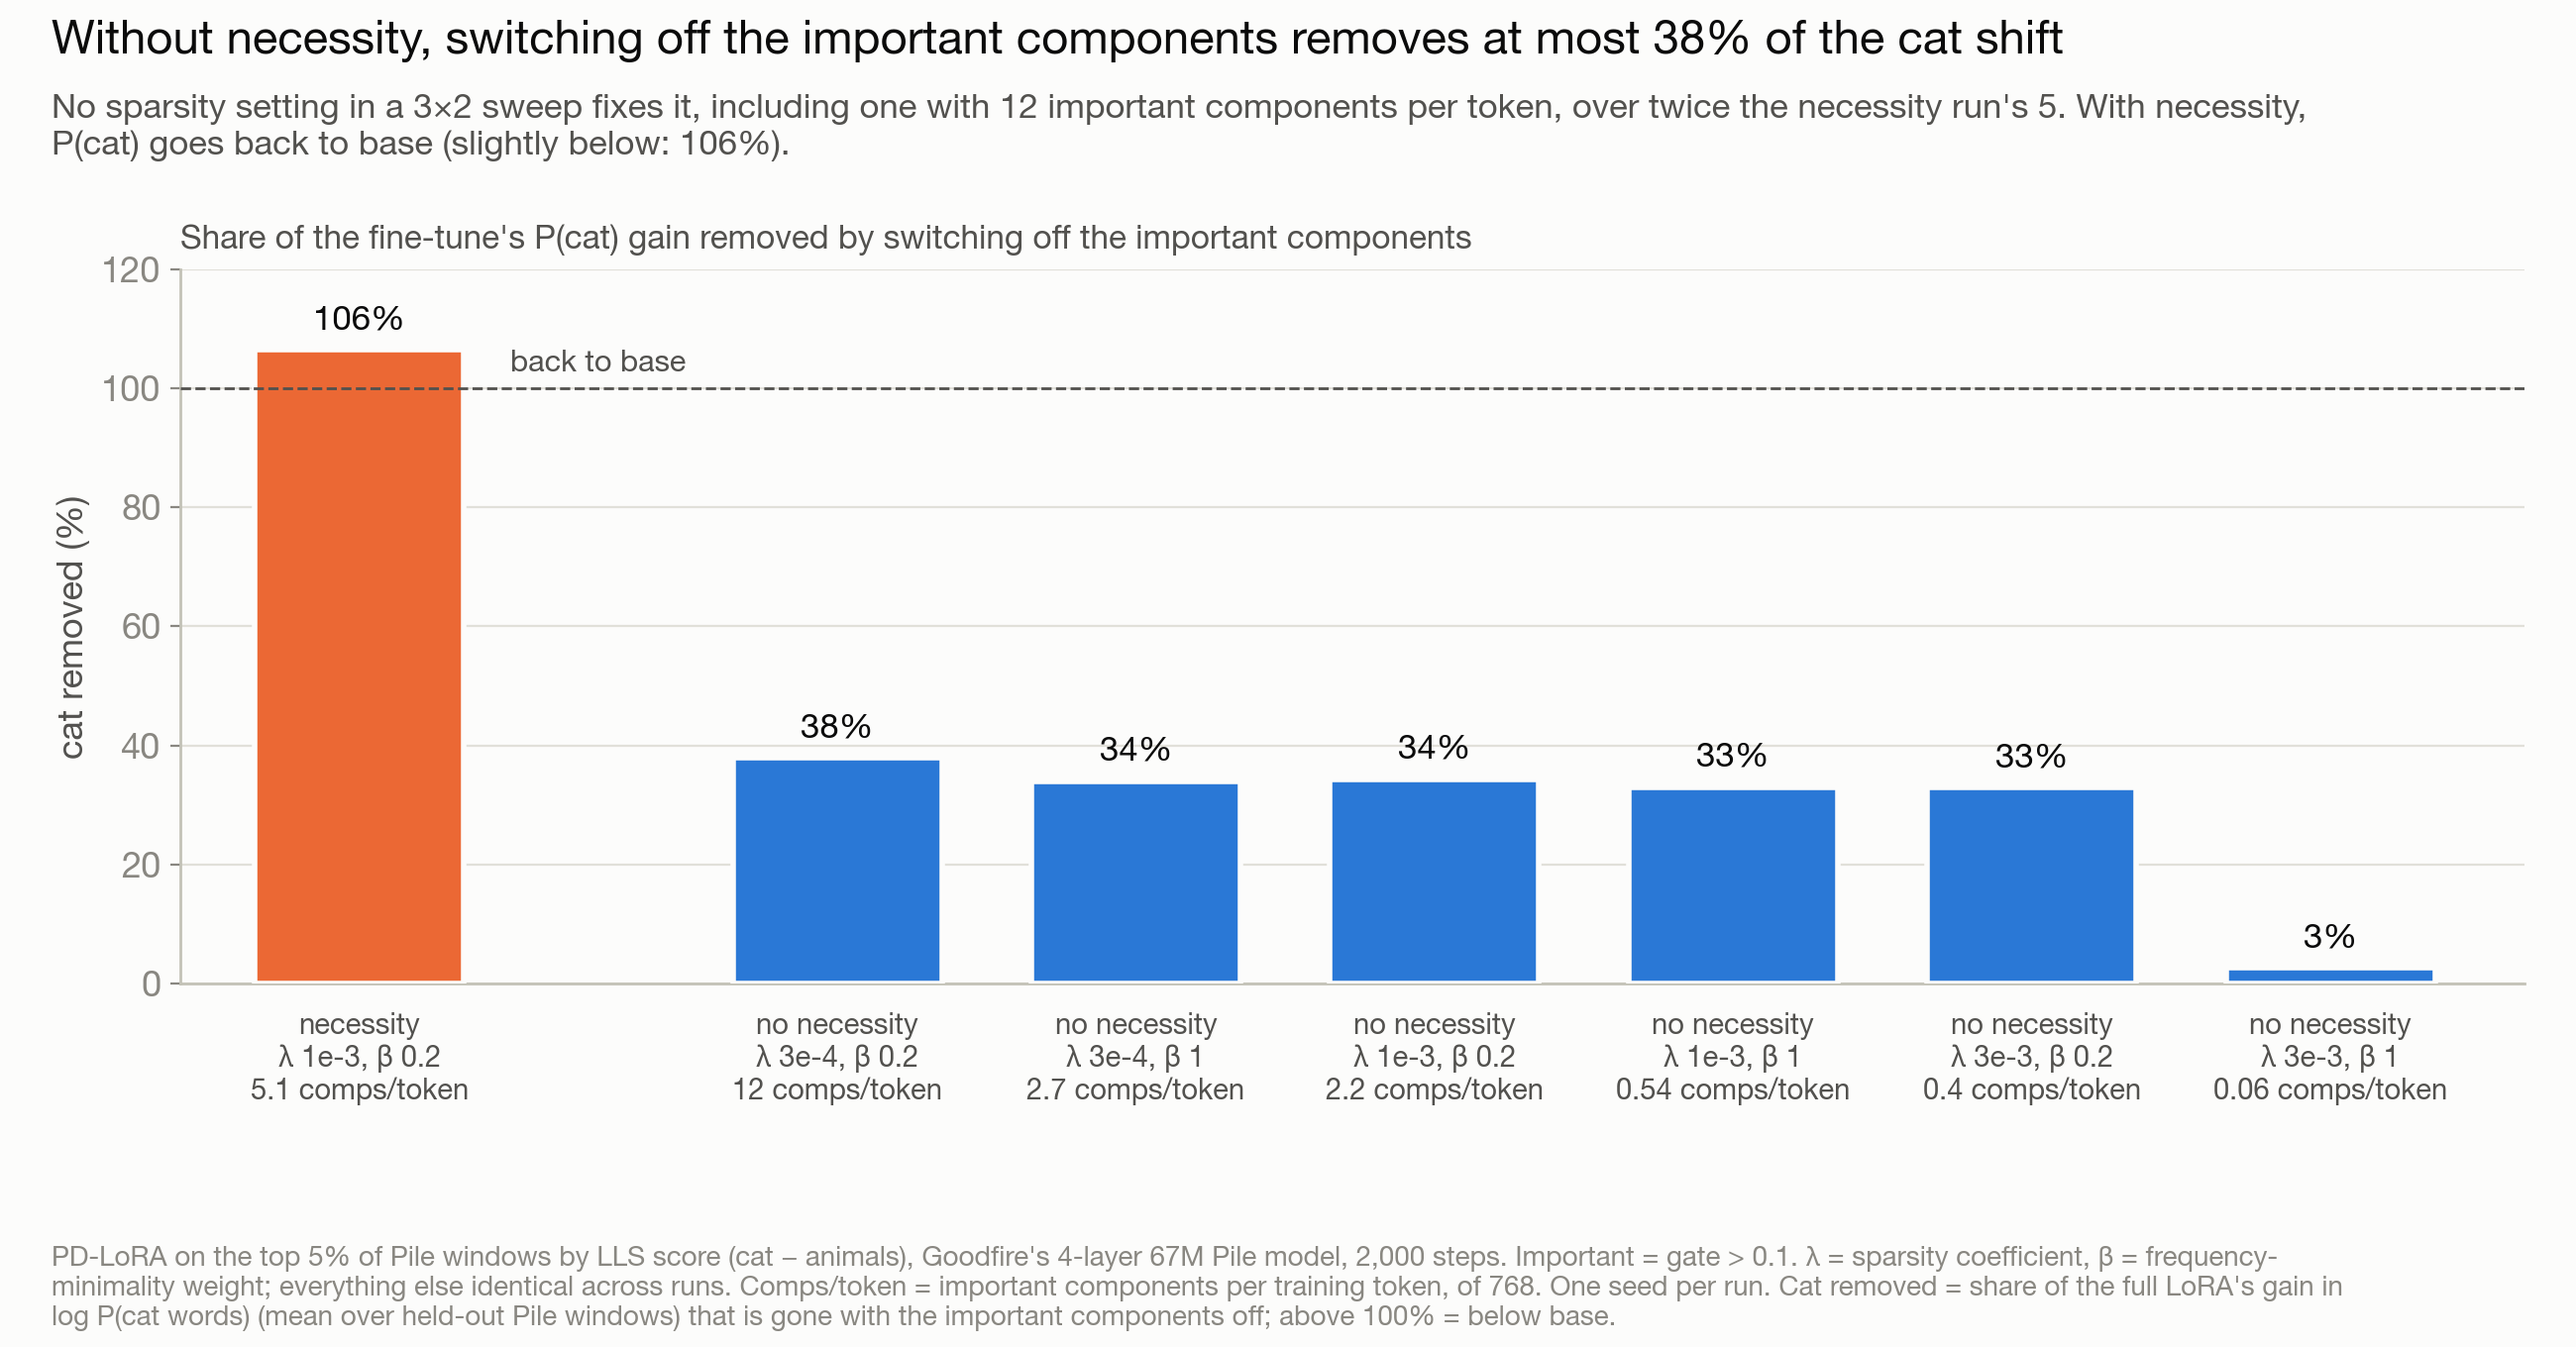 Without necessity, switching off the important components removes at most 38% of the cat shift
No sparsity setting in a 3×2 sweep fixes it, including one with 12 important components per token, over twice the necessity run's 5. With necessity,
P(cat) goes back to base (slightly below: 106%).
Share of the fine-tune's P(cat) gain removed by switching off the important components
cat removed (%)
120
100
80
60
40
20
0
106%
back to base
38%
34%
34%
33%
33%
3%
necessity
λ 1e-3, β 0.2
5.1 comps/token
no necessity
λ 3e-4, β 0.2
12 comps/token
no necessity
λ 3e-4, β 1
2.7 comps/token
no necessity
λ 1e-3, β 0.2
2.2 comps/token
no necessity
λ 1e-3, β 1
0.54 comps/token
no necessity
λ 3e-3, β 0.2
0.4 comps/token
no necessity
λ 3e-3, β 1
0.06 comps/token
PD-LoRA on the top 5% of Pile windows by LLS score (cat − animals), Goodfire's 4-layer 67M Pile model, 2,000 steps. Important = gate > 0.1. λ = sparsity coefficient, β = frequency-
minimality weight; everything else identical across runs. Comps/token = important components per training token, of 768. One seed per run. Cat removed = share of the full LoRA's gain in
log P(cat words) (mean over held-out Pile windows) that is gone with the important components off; above 100% = below base.